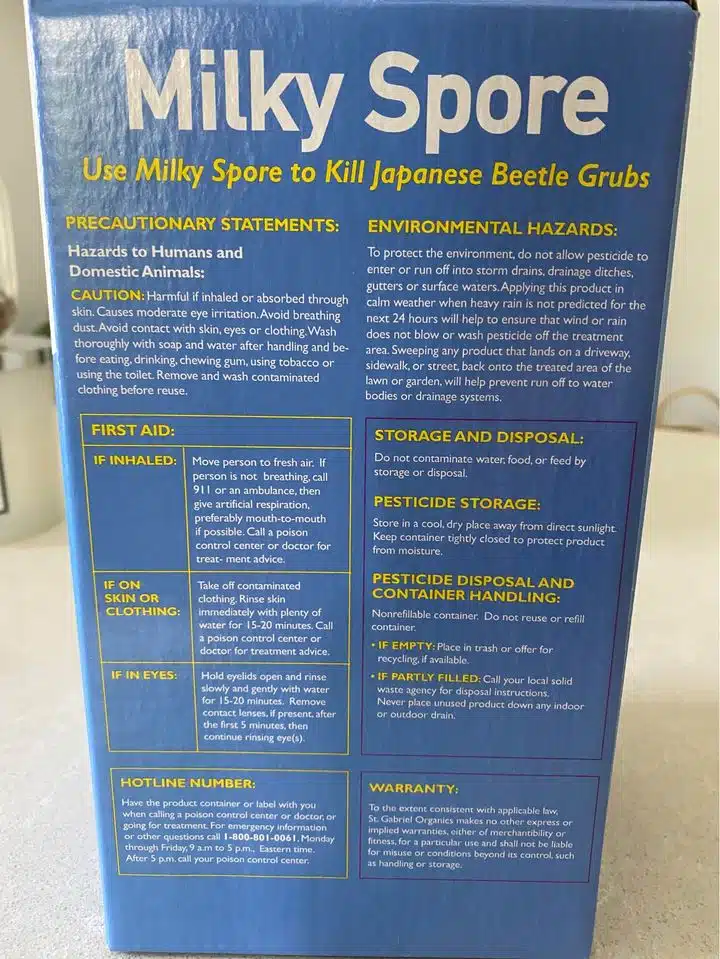 Milky Spore
Use Milky Spore to Kill Japanese Beetle Grubs
PRECAUTIONARY STATEMENTS:
Hazards to Humans and
Domestic Animals:
CAUTION: Harmful if inhaled or absorbed through
skin. Causes moderate eye irritation. Avoid breathing
dust. Avoid contact with skin, eyes or clothing. Wash
thoroughly with soap and water after handling and be-
fore eating, drinking, chewing gum, using tobacco or
using the toilet. Remove and wash contaminated
clothing before reuse.
FIRST AID:
IF INHALED:
Move person to fresh air. If
person is not breathing, call
911 or an ambulance, then
give artificial respiration,
preferably mouth-to-mouth
if possible. Call a poison
control center or doctor for
treat- ment advice.
IF ON
SKIN OR
CLOTHING:
Take off contaminated
clothing. Rinse skin
immediately with plenty of
water for 15-20 minutes. Call
a poison control center or
doctor for treatment advice.
IF IN EYES:
Hold eyelids open and rinse
slowly and gently with water
for 15-20 minutes. Remove
contact lenses, if present, after
the first 5 minutes, then
continue rinsing eye(s).
HOTLINE NUMBER:
Have the product container or label with you
when calling a poison control center or doctor, or
going for treatment. For emergency information
or other questions call 1-800-801-0061, Monday
through Friday, 9 a.m to 5 p.m., Eastern time.
After 5 p.m. call your poison control center.
ENVIRONMENTAL HAZARDS:
To protect the environment, do not allow pesticide to
enter or run off into storm drains, drainage ditches,
gutters or surface waters. Applying this product in
calm weather when heavy rain is not predicted for the
next 24 hours will help to ensure that wind or rain
does not blow or wash pesticide off the treatment
area. Sweeping any product that lands on a driveway,
sidewalk, or street, back onto the treated area of the
lawn or garden, will help prevent run off to water
bodies or drainage systems.
STORAGE AND DISPOSAL:
Do not contaminate water, food, or feed by
storage or disposal.
PESTICIDE STORAGE:
Store in a cool, dry place away from direct sunlight.
Keep container tightly closed to protect product
from moisture.
PESTICIDE DISPOSAL AND
CONTAINER HANDLING:
Nonrefillable container. Do not reuse or refill
container.
• IF EMPTY: Place in trash or offer for
recycling, if available.
• IF PARTLY FILLED: Call your local solid
waste agency for disposal instructions.
Never place unused product down any indoor
or outdoor drain.
WARRANTY:
To the extent consistent with applicable law,
St. Gabriel Organics makes no other express or
implied warranties, either of merchantibility or
fitness, for a particular use and shall not be liable
for misuse or conditions beyond its control, such
as handling or storage.